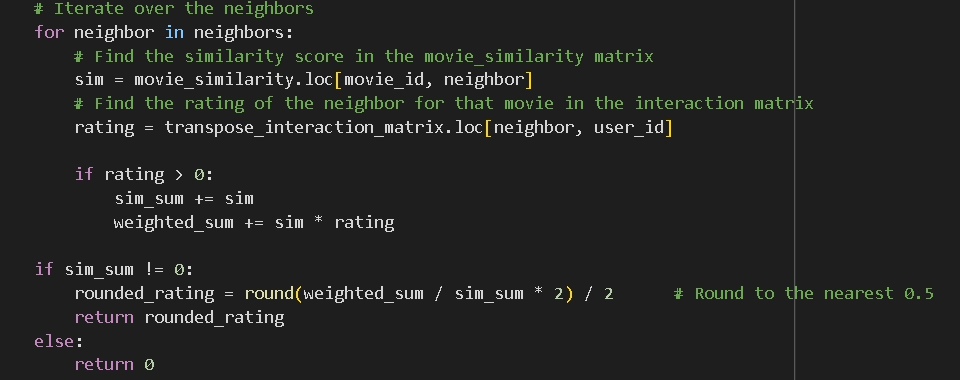 # Iterate over the neighbors
for neighbor in neighbors:
# Find the similarity score in the movie_similarity matrix
sim = movie_similarity.loc[movie_id, neighbor]
# Find the rating of the neighbor for that movie in the interaction matrix
rating = transpose_interaction_matrix.loc[neighbor, user_id]
if rating > 0:
sim_sum += sim
weighted_sum += sim * rating
if sim_sum != 0:
rounded_rating = round(weighted_sum / sim_sum * 2) / 2 # Round to the nearest 0.5
return rounded_rating
else:
return 0